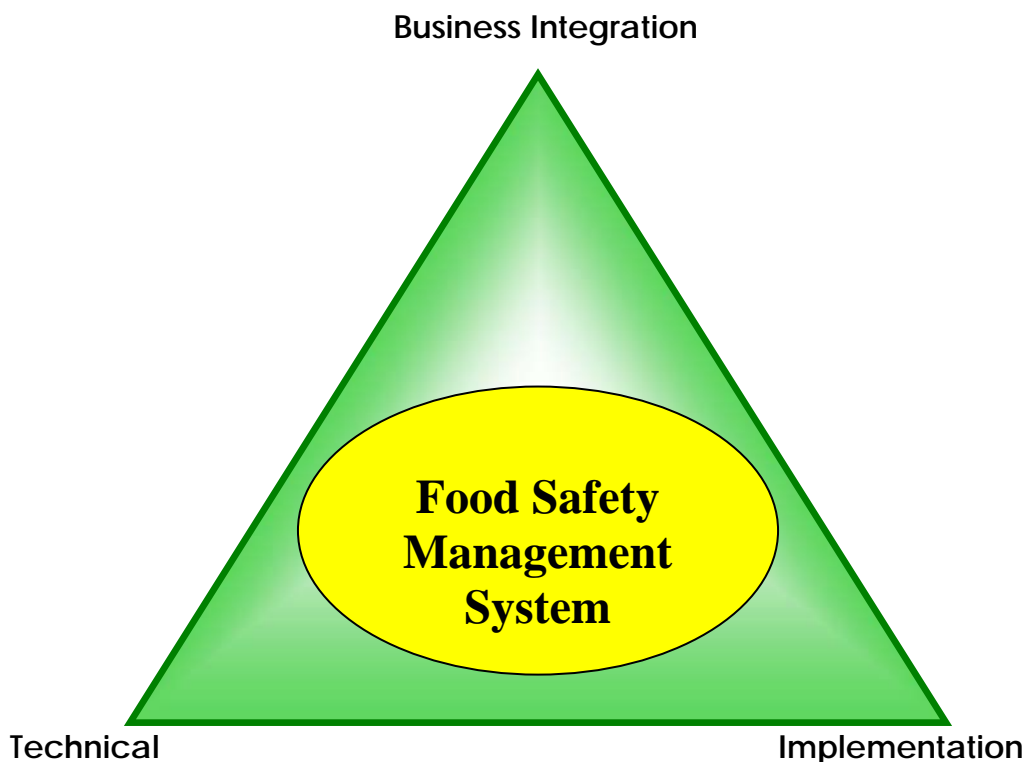 Business Integration
Food Safety
Management
System
Technical
Implementation